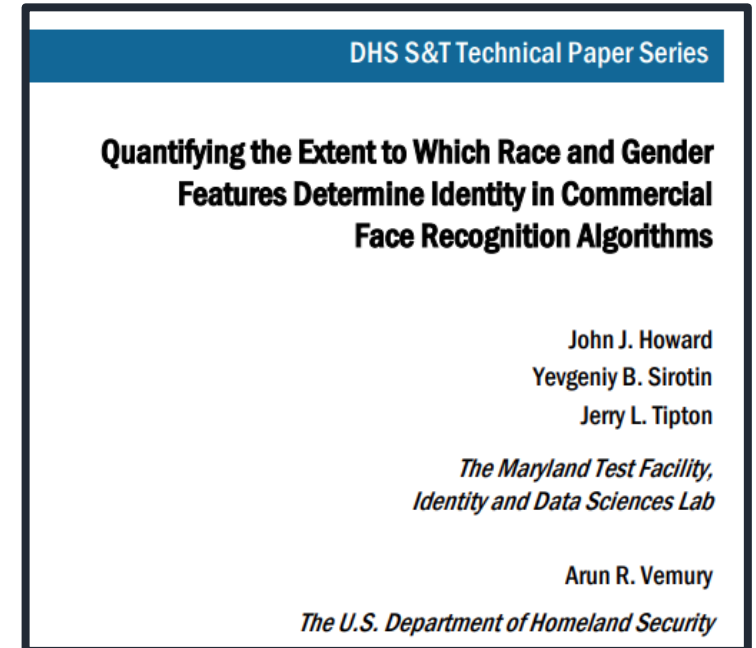 DHS S&T Technical Paper Series
Quantifying the Extent to Which Race and Gender
Features Determine Identity in Commercial
Face Recognition Algorithms
John J. Howard
Yevgeniy B. Sirotin
Jerry L. Tipton
The Maryland Test Facility,
Identity and Data Sciences Lab
Arun R. Vemury
The U.S. Department of Homeland Security